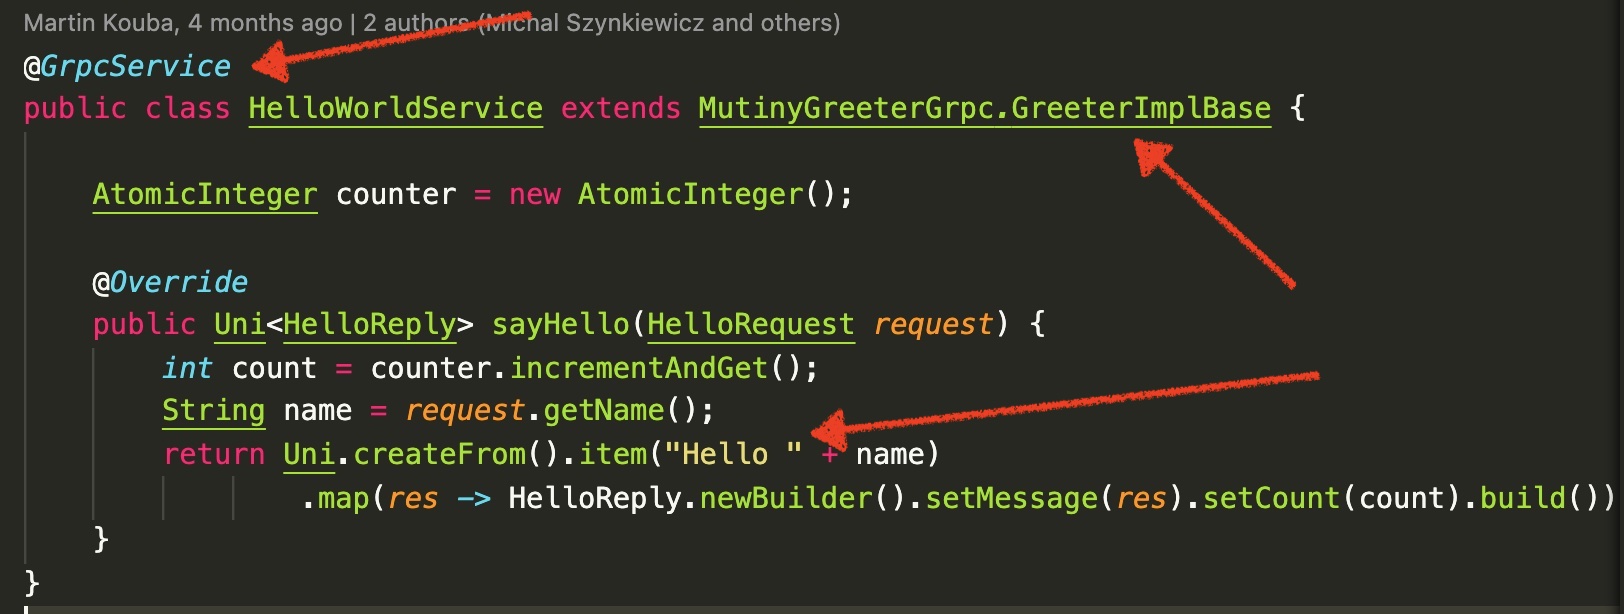 Martin Kouba, 4 months ago | 2 authors (Michal Szynkiewicz and others)
@GrpcService
public class HelloWorldService extends MutinyGreeterGrpc.GreeterImplBase {
AtomicInteger counter = new AtomicInteger();
@Override
public Uni<HelloReply> sayHello(HelloRequest request) {
int count = counter.incrementAndGet();
String name = request.getName();
return Uni.createFrom().item("Hello " + name)
.map(res -> HelloReply.newBuilder().setMessage(res).setCount(count).build())
}
}